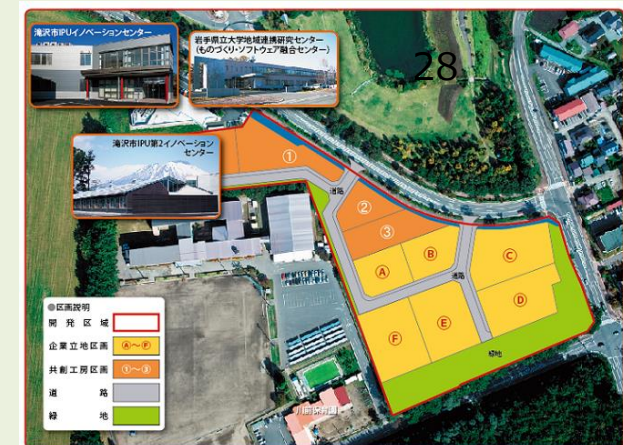 滝沢市IPUイノベーションセンター
岩手県立大学地域連携研究センター
(ものづくり・ソフトウェア融合センター)
28
滝沢市IPU第2イノベーション
センター
①
道路
②
③
Ⓐ
Ⓑ
Ⓒ
道路
Ⓓ
Ⓔ
Ⓕ
緑地
●区画説明
開発区域
企業立地区画 Ⓐ～Ⓕ
共創工房区画 ①～③
道路
緑地
川前保育園